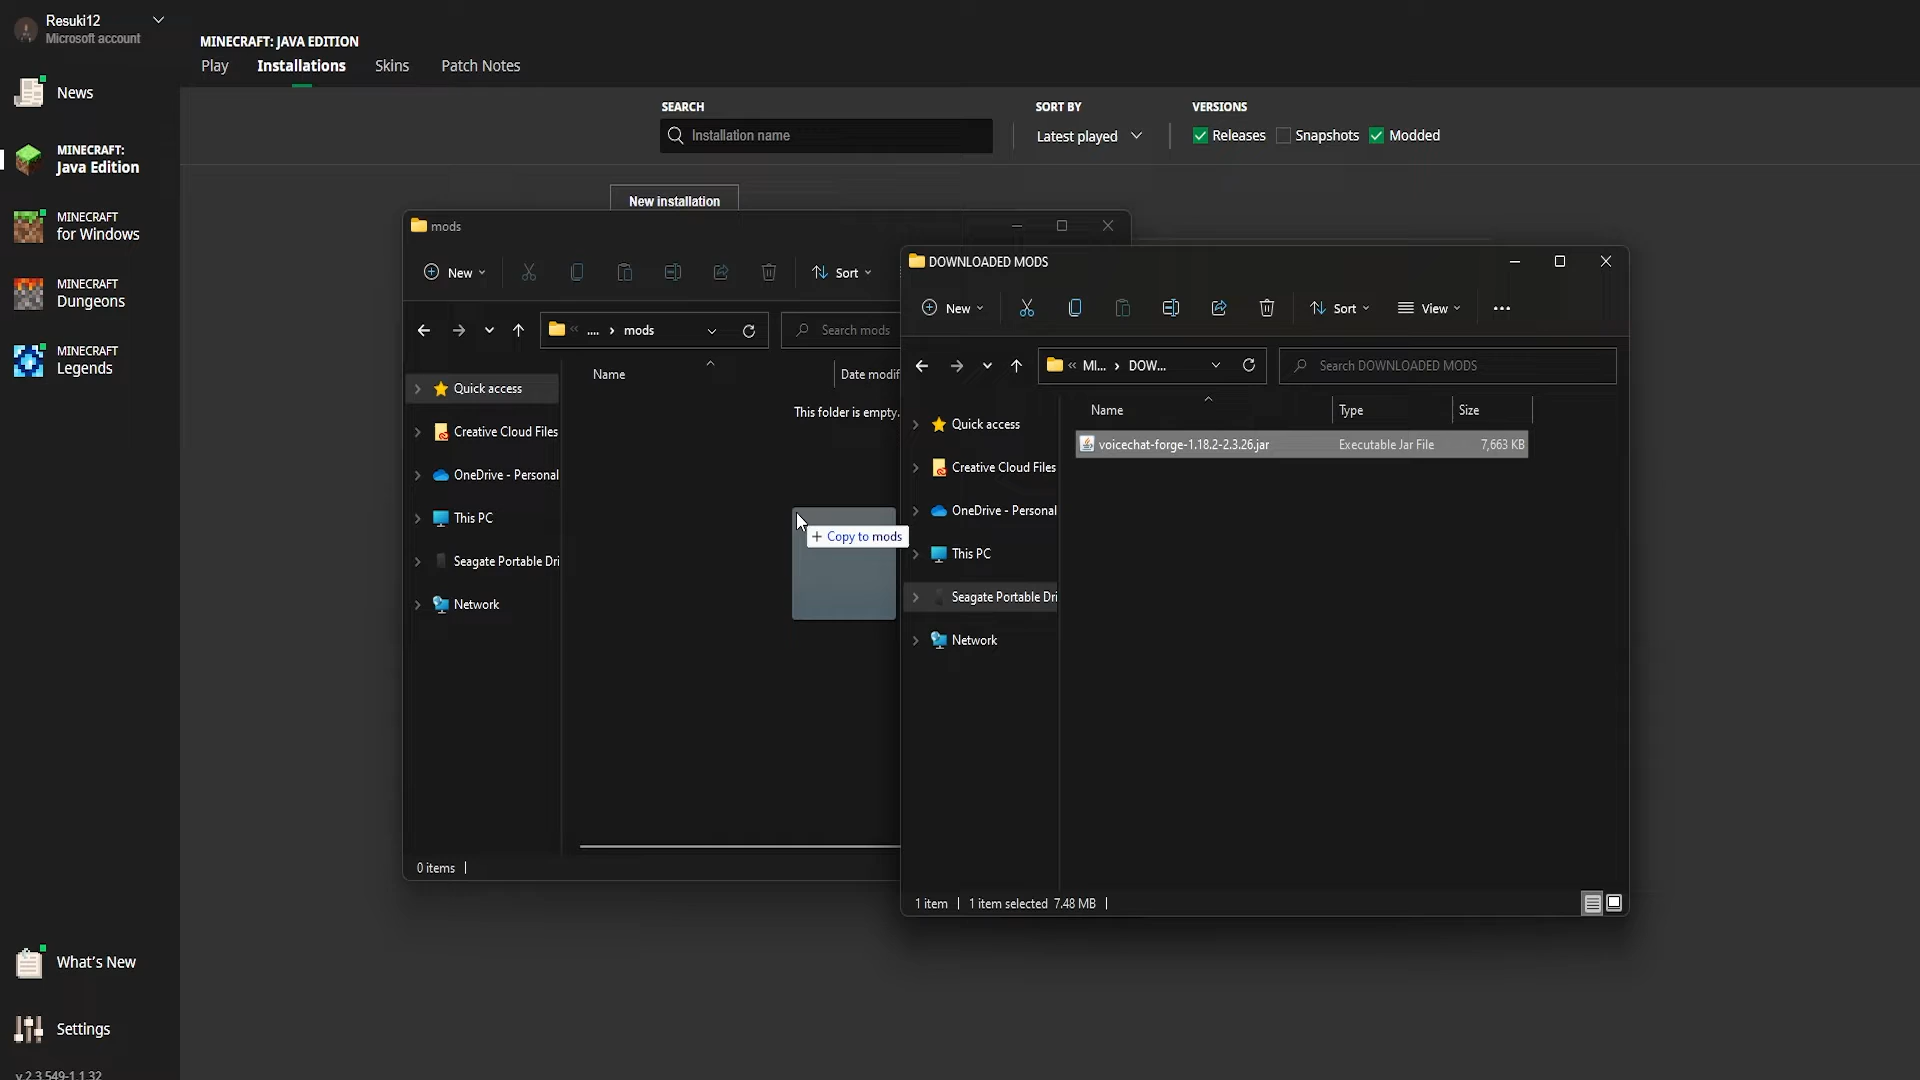 Resuki12
Microsoft account
News
MINECRAFT:
Java Edition
MINECRAFT
for Windows
MINECRAFT
Dungeons
MINECRAFT
Legends
What's New
Settings
v.2.3.549-1.1.32
MINECRAFT: JAVA EDITION
Play Installations Skins Patch Notes
SEARCH SORT BY VERSIONS
Installation name Latest played Releases Snapshots Modded
New installation
mods
New Sort
.... › mods Search mods
Name Date modif
This folder is empty.
Quick access
Creative Cloud Files
OneDrive - Personal
This PC
Seagate Portable Dri
Network
0 items
+ Copy to mods
DOWNLOADED MODS
New Sort View
« MI... › DOW... Search DOWNLOADED MODS
Name Type Size
voicechat-forge-1.18.2-2.3.26.jar Executable Jar File 7,663 KB
Quick access
Creative Cloud Files
OneDrive - Personal
This PC
Seagate Portable Dri
Network
1 item 1 item selected 7.48 MB